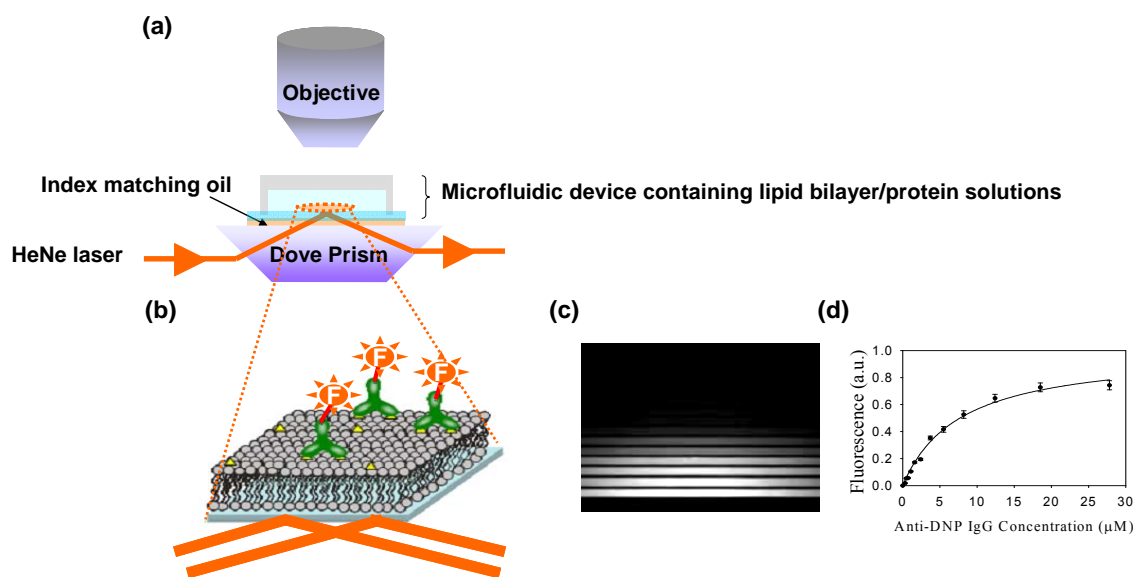 (a)
Objective
Index matching oil
Microfluidic device containing lipid bilayer/protein solutions
HeNe laser
Dove Prism
(b)
F
F
F
(c)
(d)
Fluorescence (a.u.)
1.0
0.8
0.6
0.4
0.2
0.0
0 5 10 15 20 25 30
Anti-DNP IgG Concentration (µM)